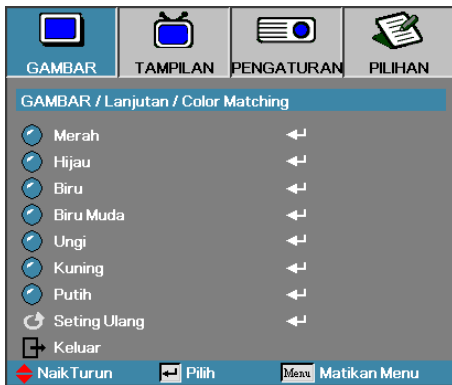 GAMBAR TAMPILAN PENGATURAN PILIHAN
GAMBAR / Lanjutan / Color Matching
Merah
Hijau
Biru
Biru Muda
Ungi
Kuning
Putih
Seting Ulang
Keluar
NaikTurun Pilih Menu Matikan Menu